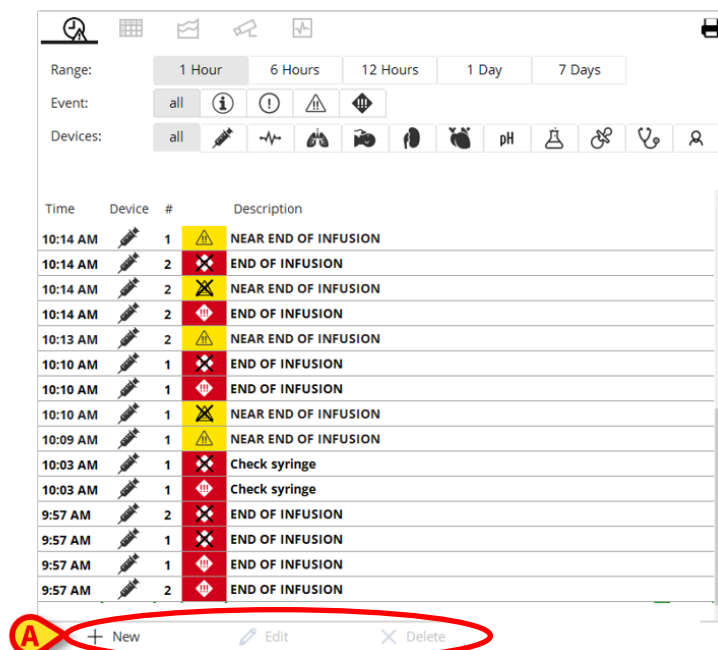 Range: 1 Hour 6 Hours 12 Hours 1 Day 7 Days
Event: all
Devices: all pH
Time Device # Description
10:14 AM 1 NEAR END OF INFUSION
10:14 AM 2 END OF INFUSION
10:14 AM 2 NEAR END OF INFUSION
10:14 AM 2 END OF INFUSION
10:13 AM 2 NEAR END OF INFUSION
10:10 AM 1 END OF INFUSION
10:10 AM 1 END OF INFUSION
10:10 AM 1 NEAR END OF INFUSION
10:09 AM 1 NEAR END OF INFUSION
10:03 AM 1 Check syringe
10:03 AM 1 Check syringe
9:57 AM 2 END OF INFUSION
9:57 AM 1 END OF INFUSION
9:57 AM 1 END OF INFUSION
9:57 AM 2 END OF INFUSION
A New Edit Delete